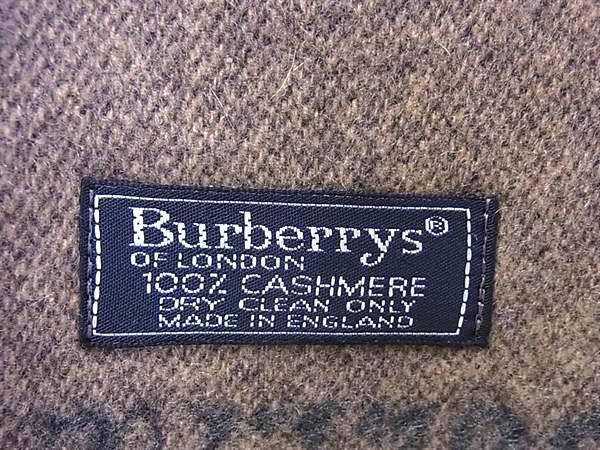 Burberrys®
OF LONDON
100% CASHMERE
DRY CLEAN ONLY
MADE IN ENGLAND